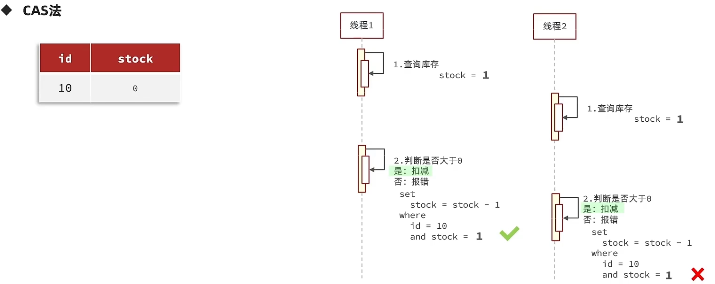 ◆ CAS法
id stock
10 0
线程1
1.查询库存
stock = 1
2.判断是否大于0
是: 扣减
否: 报错
set
stock = stock - 1
where
id = 10
and stock = 1
线程2
1.查询库存
stock = 1
2.判断是否大于0
是: 扣减
否: 报错
set
stock = stock - 1
where
id = 10
and stock = 1